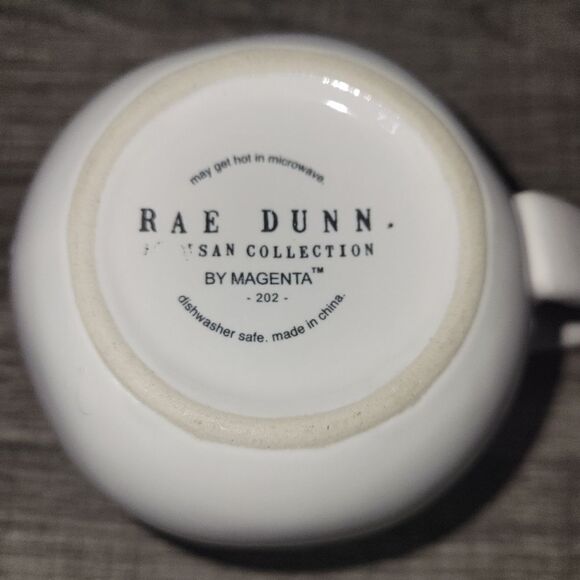 may get hot in microwave.
RAE DUNN.
SAN COLLECTION
BY MAGENTA™
- 202 -
dishwasher safe. made in china.